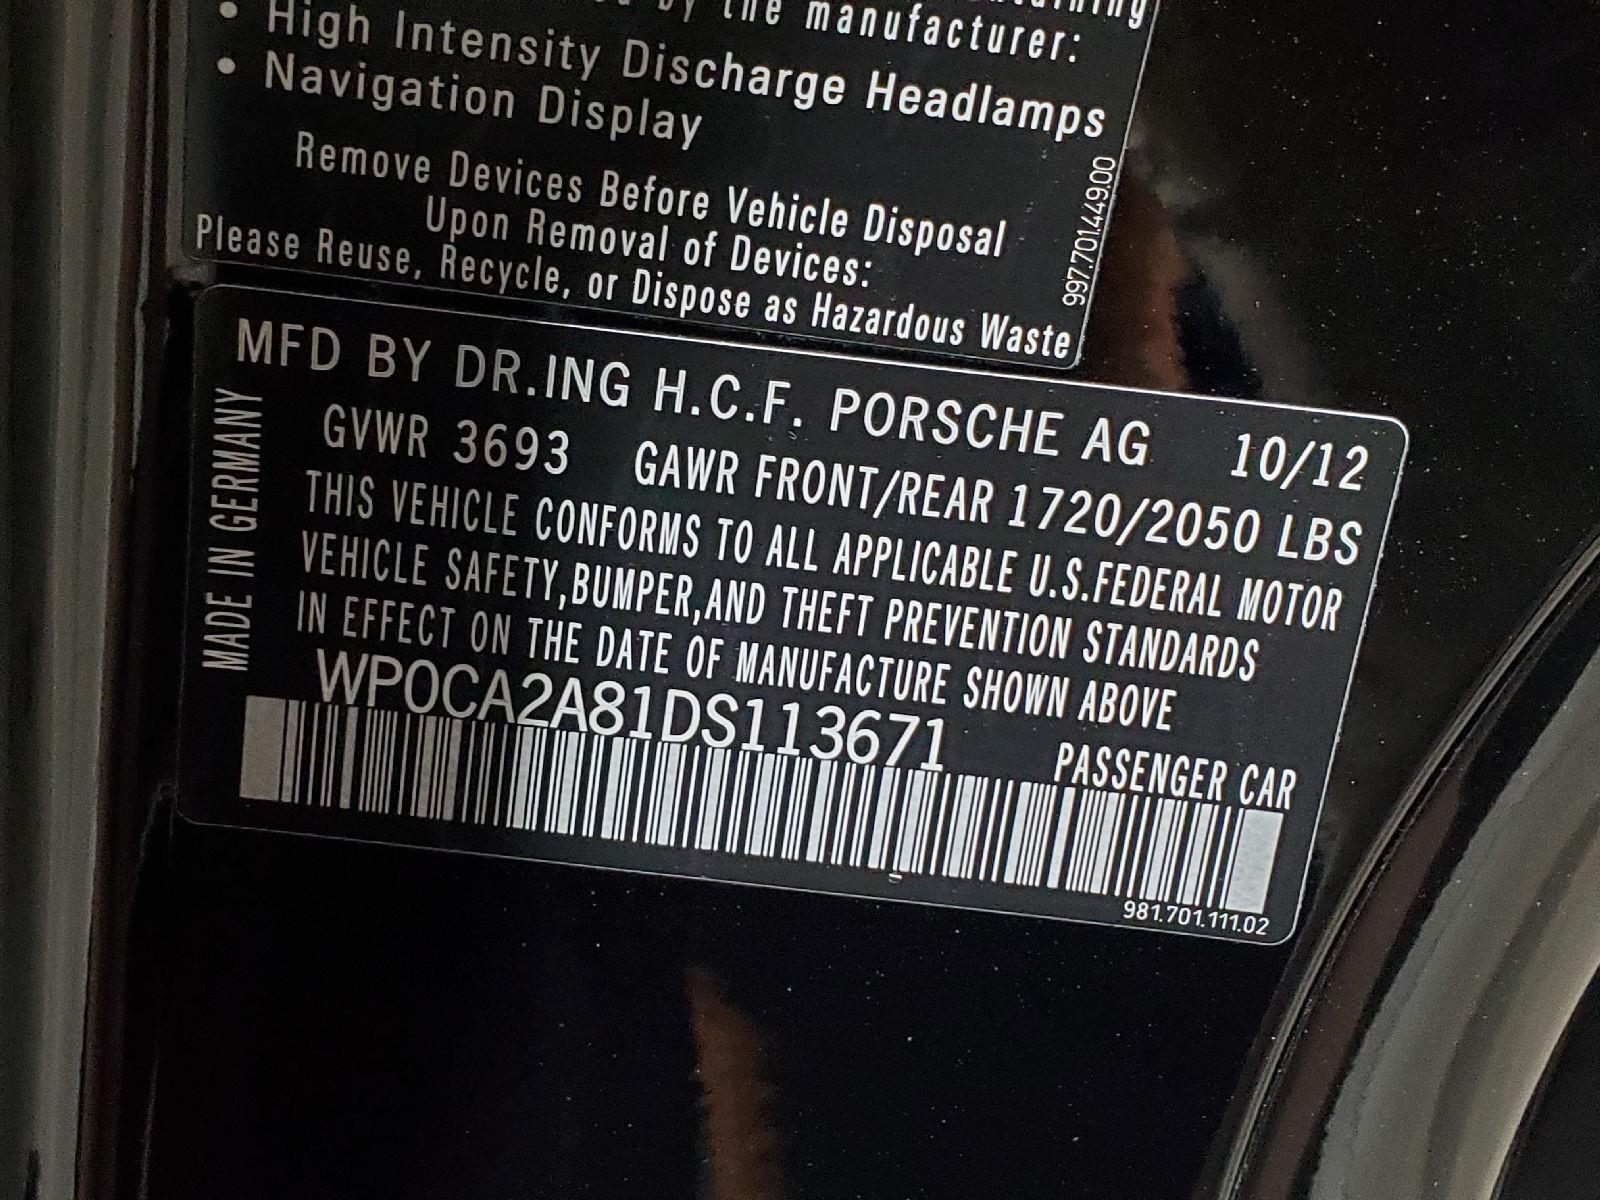 by the manufacturer:
• High Intensity Discharge Headlamps
• Navigation Display
Remove Devices Before Vehicle Disposal
Upon Removal of Devices:
Please Reuse, Recycle, or Dispose as Hazardous Waste
997.701.449.00
MFD BY DR.ING H.C.F. PORSCHE AG 10/12
GVWR 3693 GAWR FRONT/REAR 1720/2050 LBS
THIS VEHICLE CONFORMS TO ALL APPLICABLE U.S.FEDERAL MOTOR
VEHICLE SAFETY,BUMPER,AND THEFT PREVENTION STANDARDS
IN EFFECT ON THE DATE OF MANUFACTURE SHOWN ABOVE
WP0CA2A81DS113671
PASSENGER CAR
MADE IN GERMANY
981.701.111.02